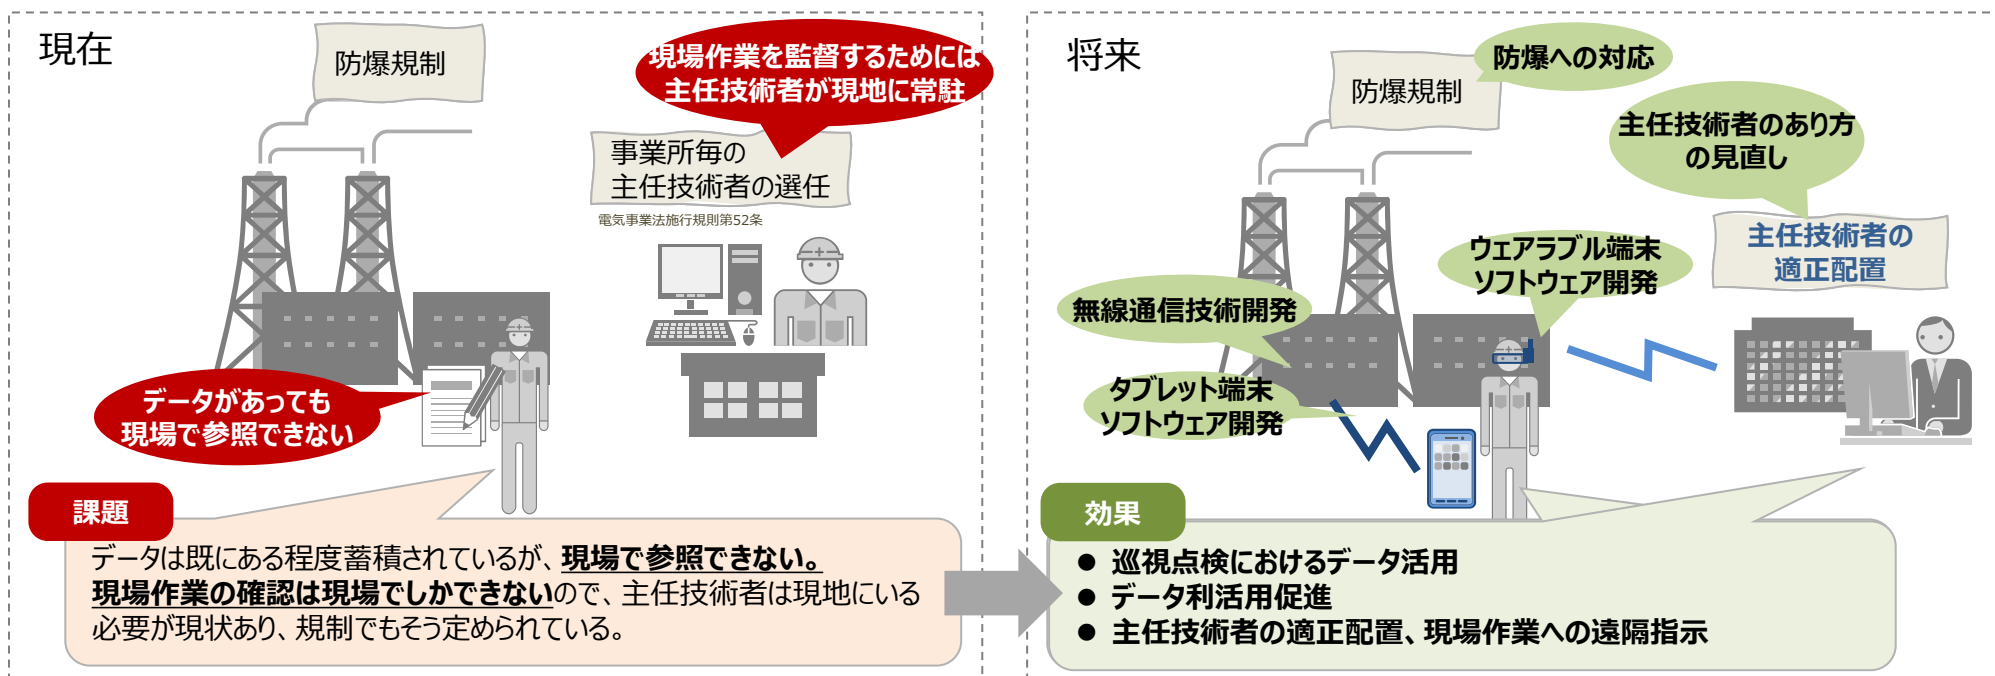 現在
防爆規制
現場作業を監督するためには
主任技術者が現地に常駐
事業所毎の
主任技術者の選任
電気事業法施行規則第52条
データがあっても
現場で参照できない
課題
データは既にある程度蓄積されているが、現場で参照できない。
現場作業の確認は現場でしかできないので、主任技術者は現地にいる
必要が現状あり、規制でもそう定められている。
将来
防爆規制
防爆への対応
主任技術者のあり方
の見直し
主任技術者の
適正配置
ウェアラブル端末
ソフトウェア開発
無線通信技術開発
タブレット端末
ソフトウェア開発
効果
● 巡視点検におけるデータ活用
● データ利活用促進
● 主任技術者の適正配置、現場作業への遠隔指示